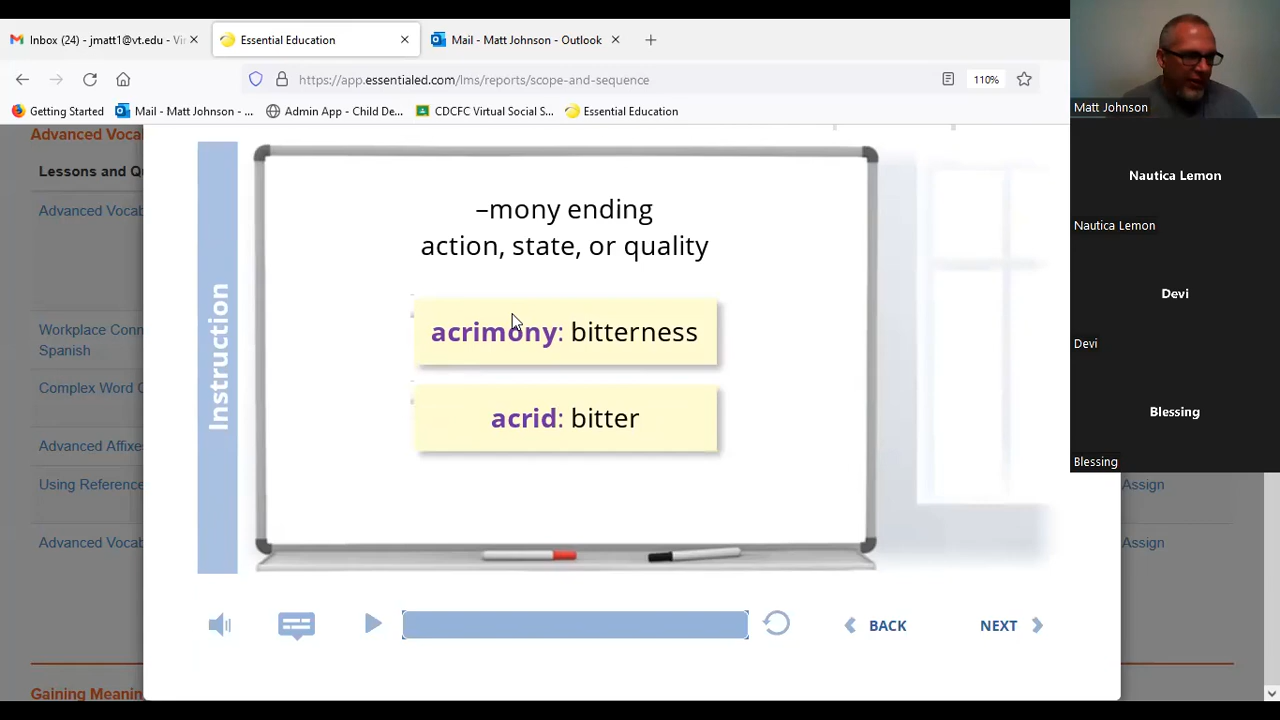 Inbox (24) - jmatt1@vt.edu - Vir
Essential Education
Mail - Matt Johnson - Outlook
https://app.essentialed.com/lms/reports/scope-and-sequence
110%
Getting Started
Mail - Matt Johnson - ...
Admin App - Child De...
CDCFC Virtual Social S...
Essential Education
Matt Johnson
Nautica Lemon
Nautica Lemon
Devi
Devi
Blessing
Blessing
Advanced Vocab
Lessons and Qu
Advanced Vocab
Workplace Conn
Spanish
Complex Word C
Advanced Affixe
Using Reference
Assign
Advanced Vocab
Assign
Gaining Meanin
Instruction
–mony ending
action, state, or quality
acrimony: bitterness
acrid: bitter
BACK
NEXT